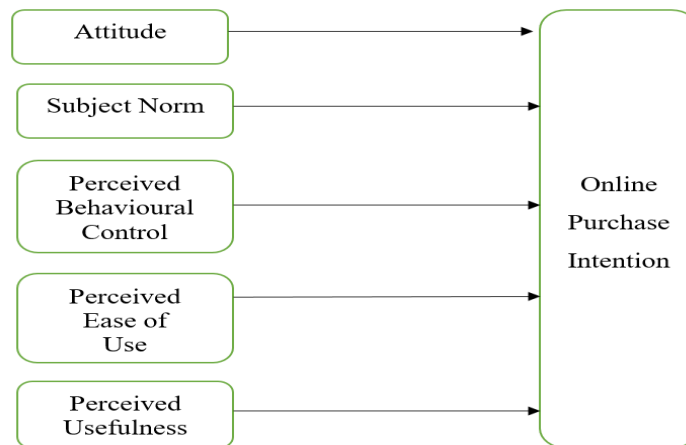 Attitude
Subject Norm
Perceived
Behavioural
Control
Perceived
Ease of
Use
Perceived
Usefulness
Online
Purchase
Intention